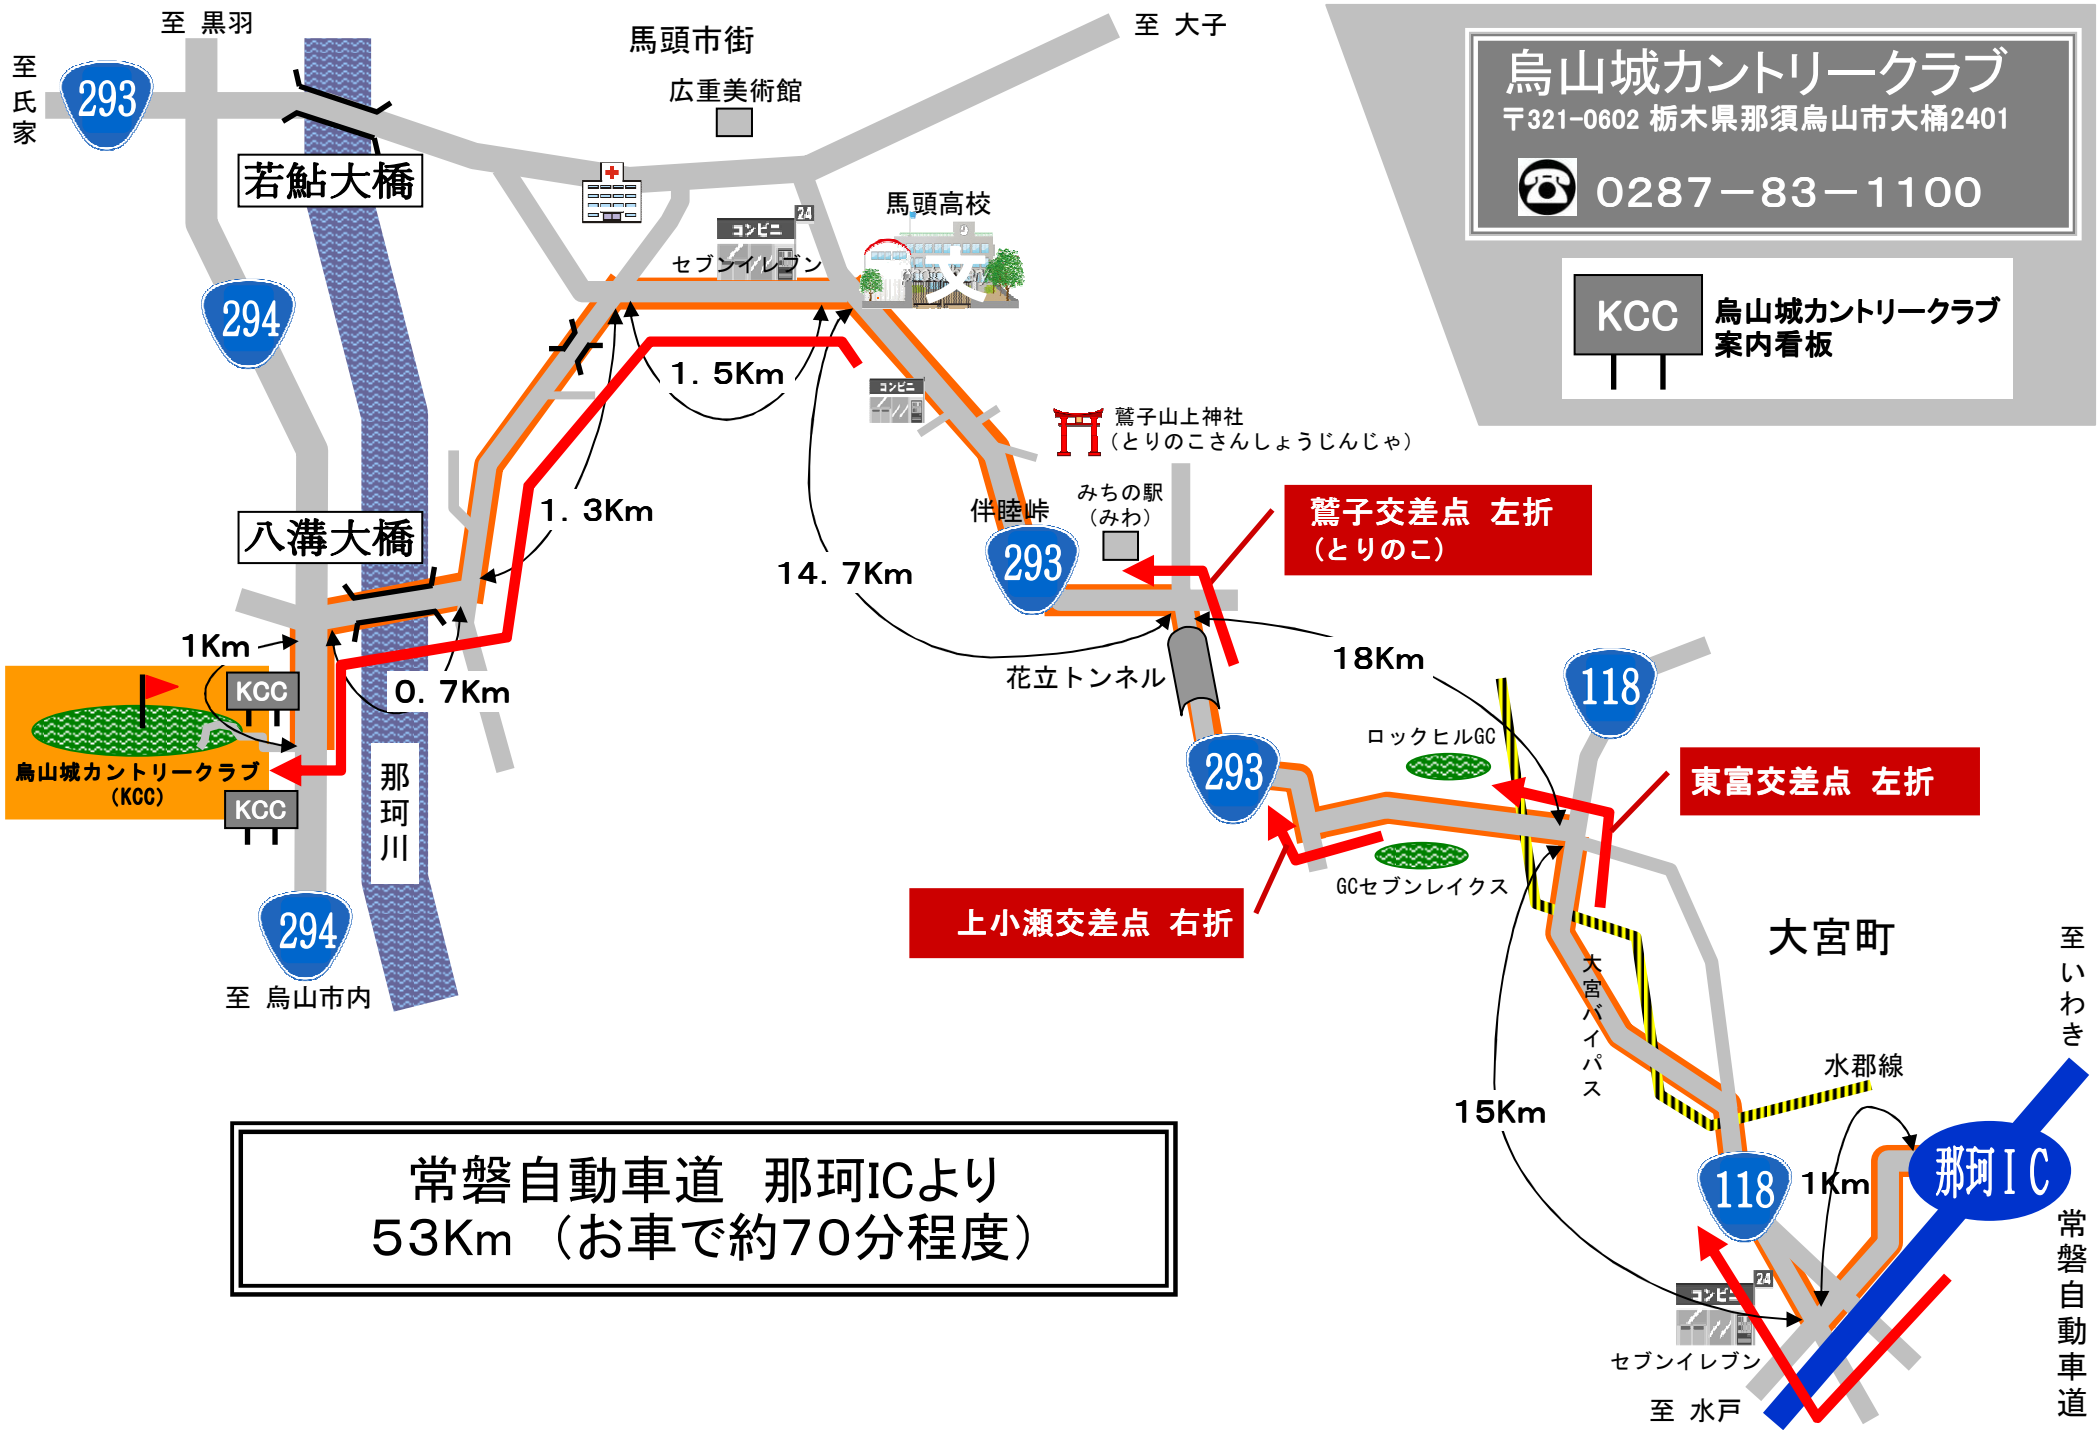 至 黒羽
至氏家
293
若鮎大橋
馬頭市街
広重美術館
至 大子
烏山城カントリークラブ
〒321-0602 栃木県那須烏山市大桶2401
0287－83－1100
KCC
烏山城カントリークラブ
案内看板
馬頭高校
文
24
コンビニ
セブンイレブン
294
1. 5Km
コンビニ
鷲子山上神社
（とりのこさんしょうじんじゃ）
1. 3Km
14. 7Km
伴睦峠
293
みちの駅
（みわ）
鷲子交差点 左折
（とりのこ）
八溝大橋
1Km
0. 7Km
KCC
烏山城カントリークラブ
（KCC）
KCC
那珂川
294
至 烏山市内
花立トンネル
18Km
118
293
ロックヒルGC
東富交差点 左折
GCセブンレイクス
上小瀬交差点 右折
大宮町
大宮バイパス
至いわき
水郡線
15Km
118
1Km
那珂ＩＣ
常磐自動車道
24
コンビニ
セブンイレブン
至 水戸
常磐自動車道　那珂ICより
53Km （お車で約70分程度）